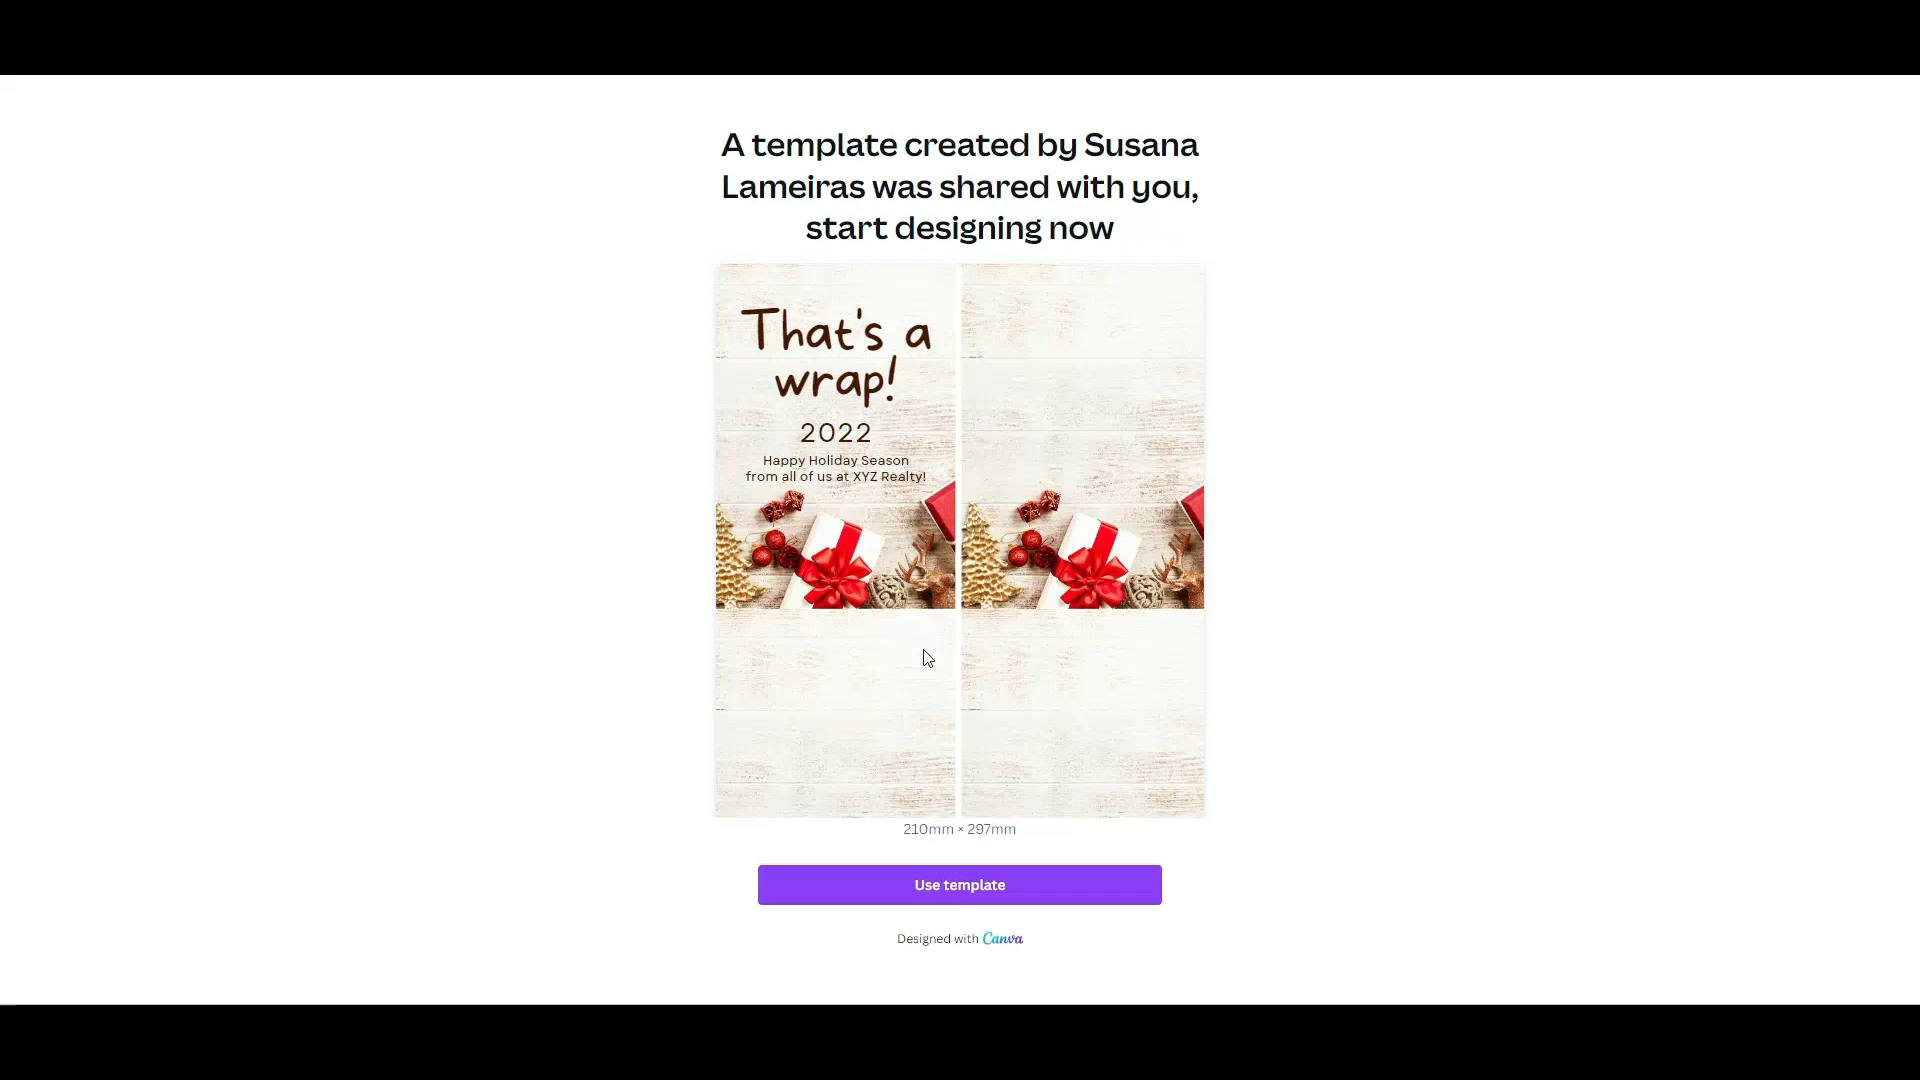 A template created by Susana
Lameiras was shared with you,
start designing now
That's a
wrap!
2022
Happy Holiday Season
from all of us at XYZ Realty!
210mm × 297mm
Use template
Designed with Canva